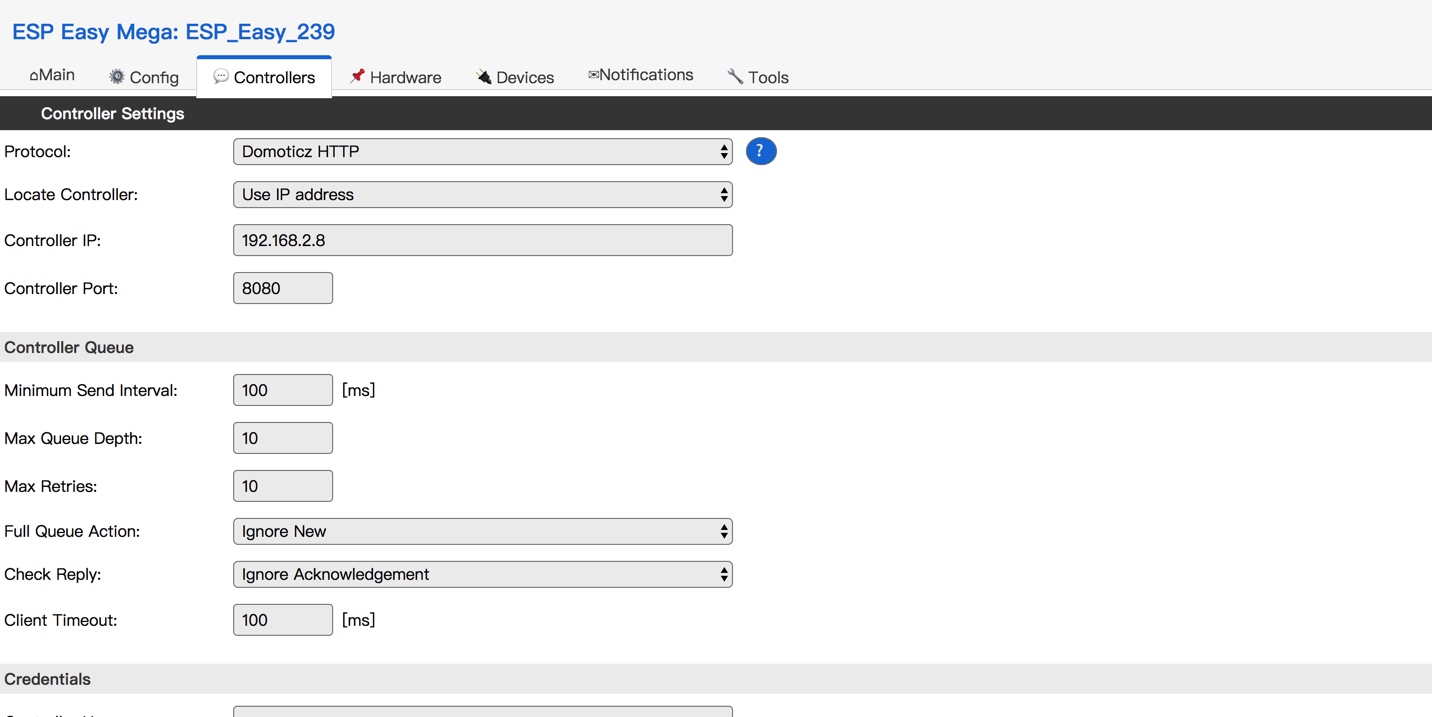 ESP Easy Mega: ESP_Easy_239
⌂Main Config Controllers Hardware Devices ✉Notifications Tools
Controller Settings
Protocol: Domoticz HTTP ?
Locate Controller: Use IP address
Controller IP: 192.168.2.8
Controller Port: 8080
Controller Queue
Minimum Send Interval: 100 [ms]
Max Queue Depth: 10
Max Retries: 10
Full Queue Action: Ignore New
Check Reply: Ignore Acknowledgement
Client Timeout: 100 [ms]
Credentials